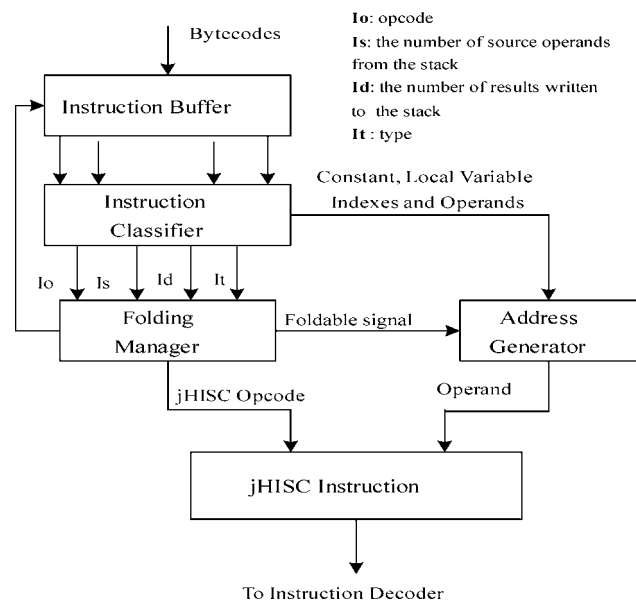 Bytecodes
Io: opcode
Is: the number of source operands
from the stack
Id: the number of results written
to the stack
It : type
Instruction Buffer
Constant, Local Variable
Indexes and Operands
Instruction
Classifier
Io Is Id It
Folding
Manager
Foldable signal
Address
Generator
jHISC Opcode
Operand
jHISC Instruction
To Instruction Decoder